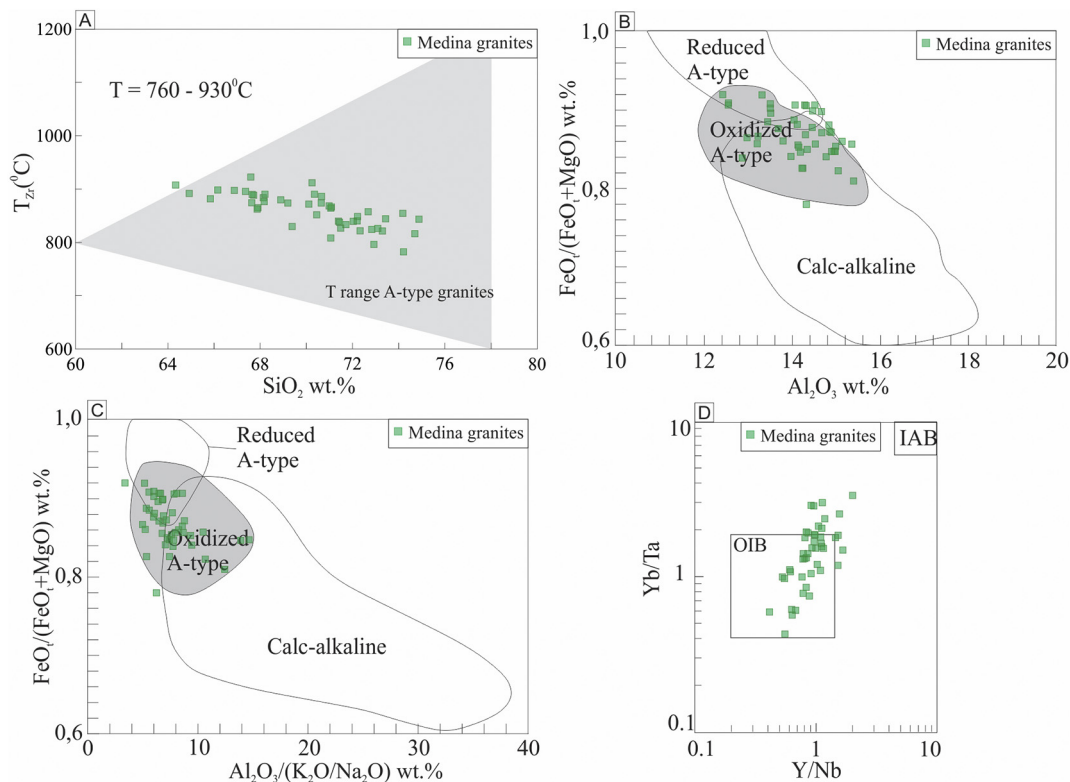 A
Medina granites
T = 760 - 930⁰C
T range A-type granites
1200
1000
800
600
T_Zr(⁰C)
60
64
68
72
76
80
SiO₂ wt.%
B
Medina granites
Reduced
A-type
Oxidized
A-type
Calc-alkaline
1,0
0,8
0,6
FeOₜ/(FeOₜ+MgO) wt.%
10
12
14
16
18
20
Al₂O₃ wt.%
C
Medina granites
Reduced
A-type
Oxidized
A-type
Calc-alkaline
1,0
0,8
0,6
FeOₜ/(FeOₜ+MgO) wt.%
0
10
20
30
40
Al₂O₃/(K₂O/Na₂O) wt.%
D
Medina granites
IAB
OIB
10
1
0.1
Yb/Ta
0.1
1
10
Y/Nb